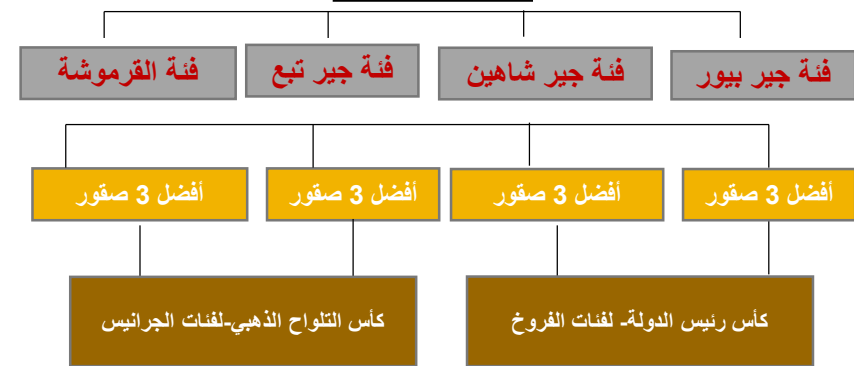 فئة جير بيور
فئة جير شاهين
فئة جير تبع
فئة القرموشة
أفضل 3 صقور
أفضل 3 صقور
أفضل 3 صقور
أفضل 3 صقور
كأس رئيس الدولة- لفئات الفروخ
كأس التلواح الذهبي-لفئات الجرانيس